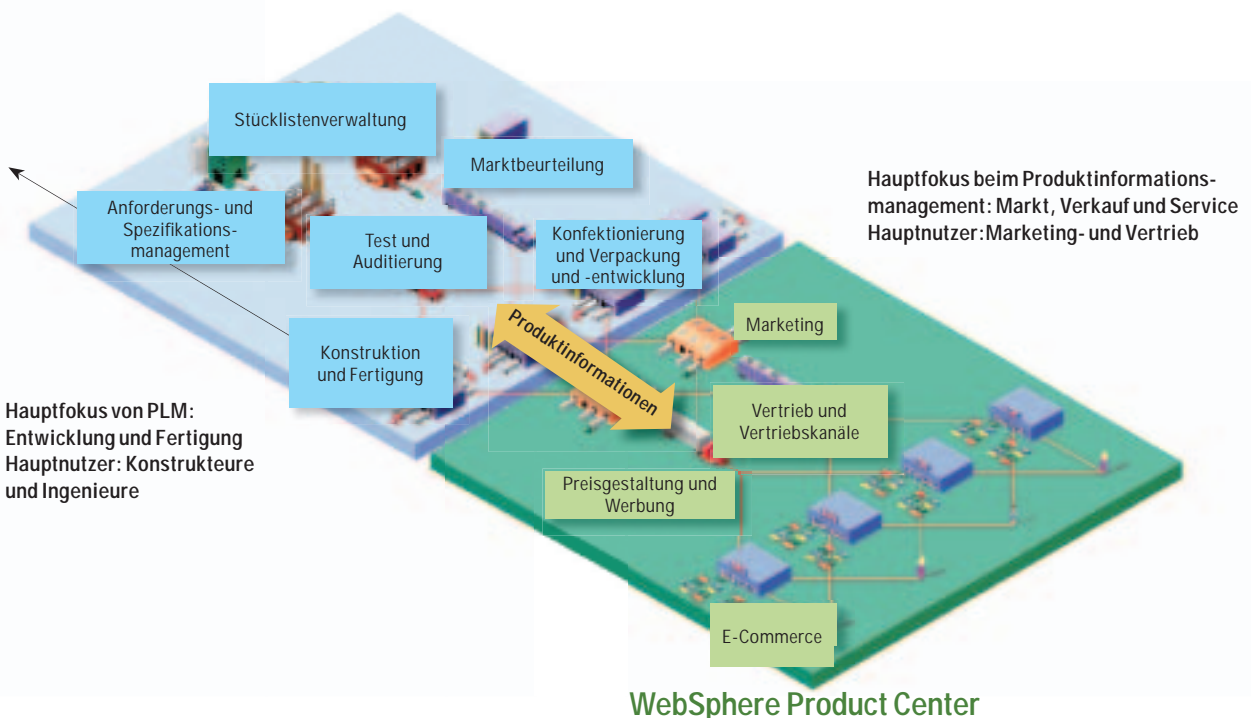 Stücklistenverwaltung
Marktbeurteilung
Anforderungs- und
Spezifikations-
management
Test und
Auditierung
Konfektionierung
und Verpackung
und -entwicklung
Konstruktion
und Fertigung
Produktinformationen
Hauptfokus beim Produktinformations-
management: Markt, Verkauf und Service
Hauptnutzer: Marketing- und Vertrieb
Hauptfokus von PLM:
Entwicklung und Fertigung
Hauptnutzer: Konstrukteure
und Ingenieure
Marketing
Vertrieb und
Vertriebskanäle
Preisgestaltung und
Werbung
E-Commerce
WebSphere Product Center